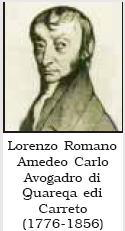 Lorenzo Romano
Amedeo Carlo
Avogadro di
Quareqa edi
Carreto
(1776-1856)